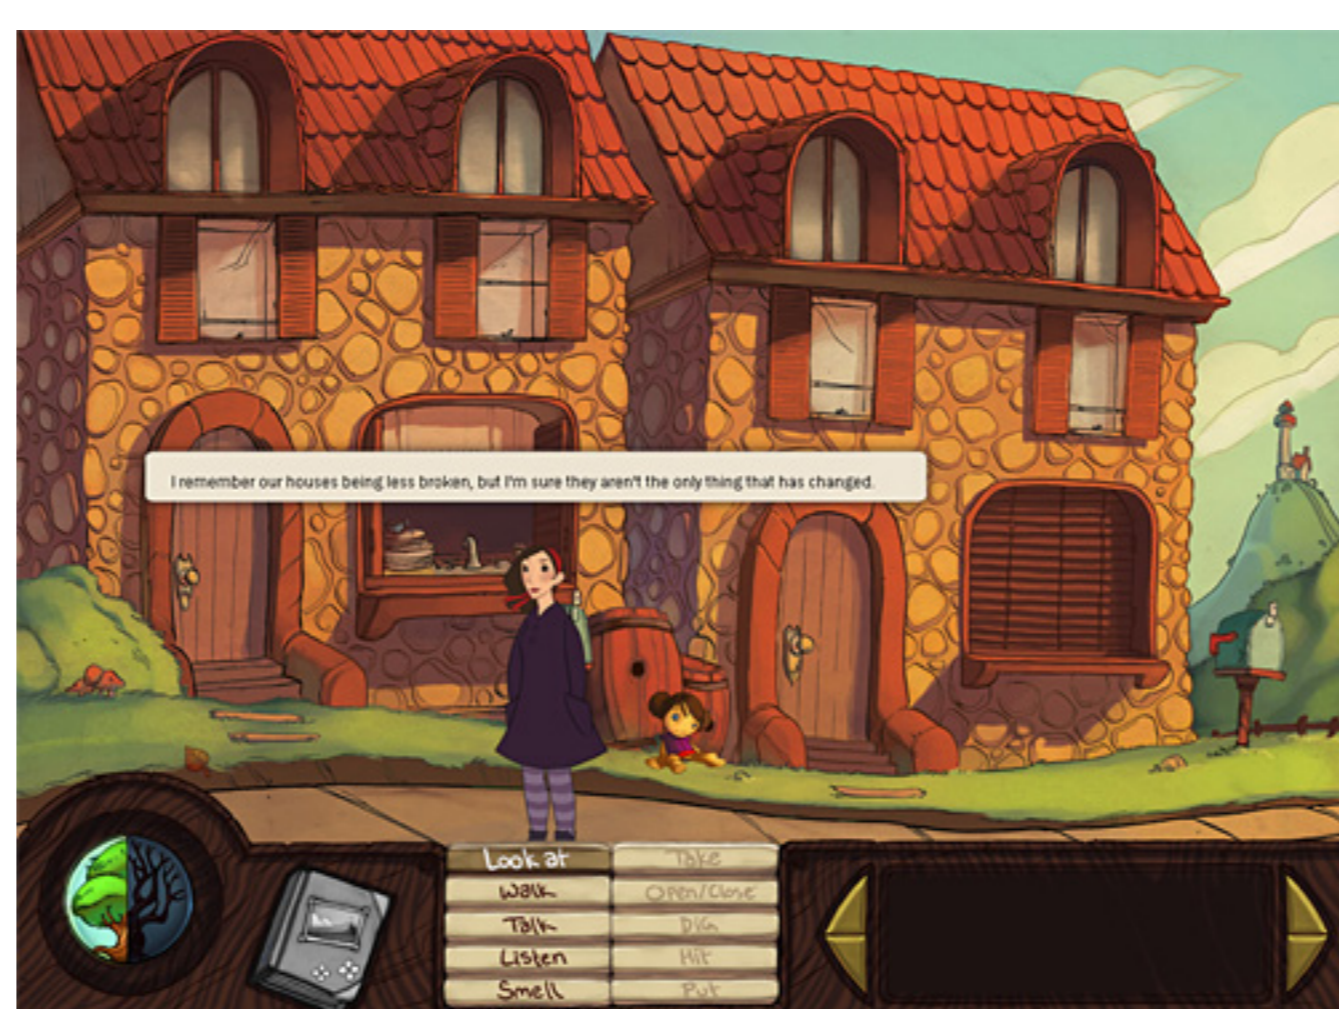 I remember our houses being less broken, but I'm sure they aren't the only thing that has changed.
Look at
Take
Walk
Open/Close
Talk
Dig
Listen
Hit
Smell
Put